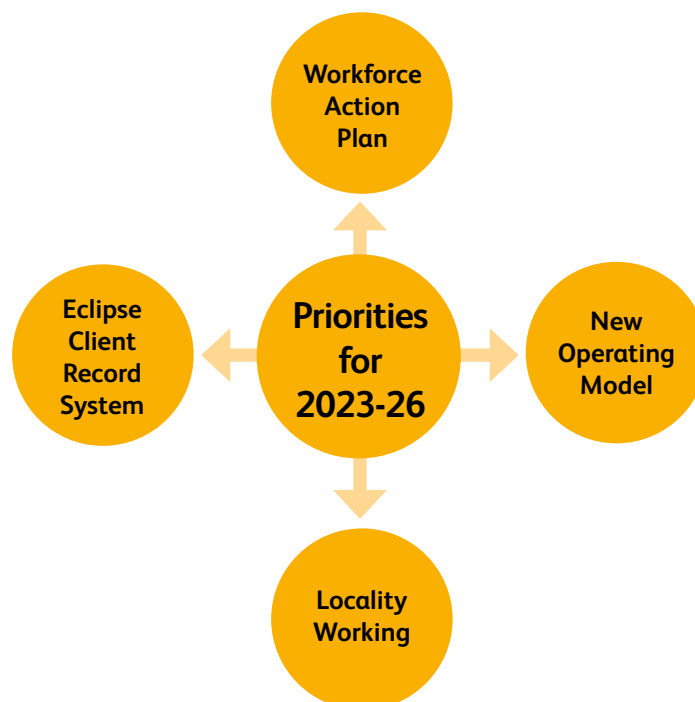 Workforce
Action
Plan
Eclipse
Client
Record
System
Priorities
for
2023-26
New
Operating
Model
Locality
Working